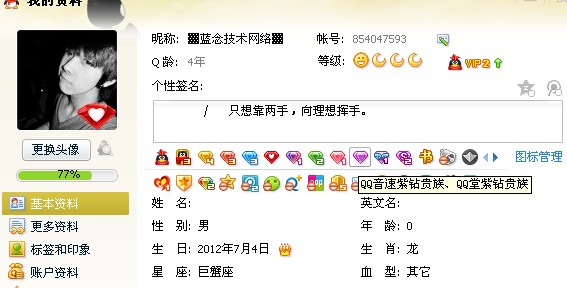 我的资料
昵称: ▓蓝念技术网络▓ 帐号: 854047593
Q 龄: 4年 等级: VIP2
个性签名:
/ 只想靠两手，向理想挥手。
更换头像
图标管理
77%
QQ音速紫钻贵族、QQ堂紫钻贵族
基本资料
姓 名: 英文名:
更多资料
性 别: 男 年 龄: 0
标签和印象
生 日: 2012年7月4日 生 肖: 龙
账户资料
星 座: 巨蟹座 血 型: 其它